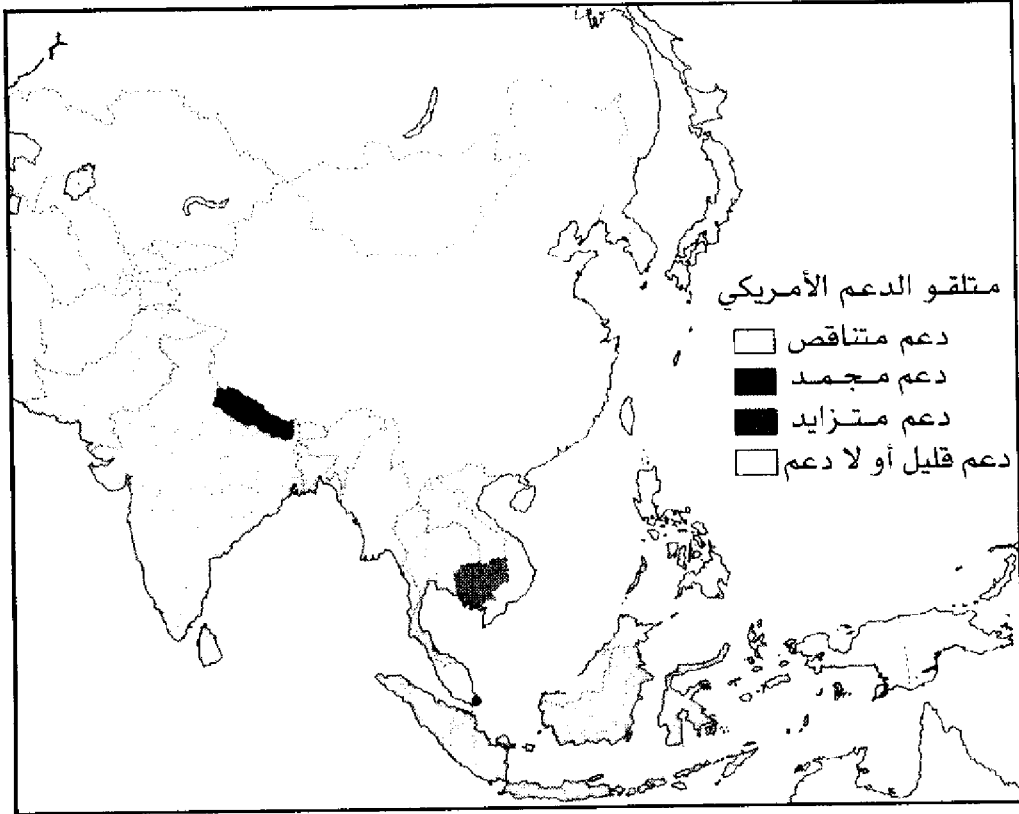 متلقو الدعم الأمريكي
دعم متناقص
دعم مجمد
دعم متزايد
دعم قليل أو لا دعم